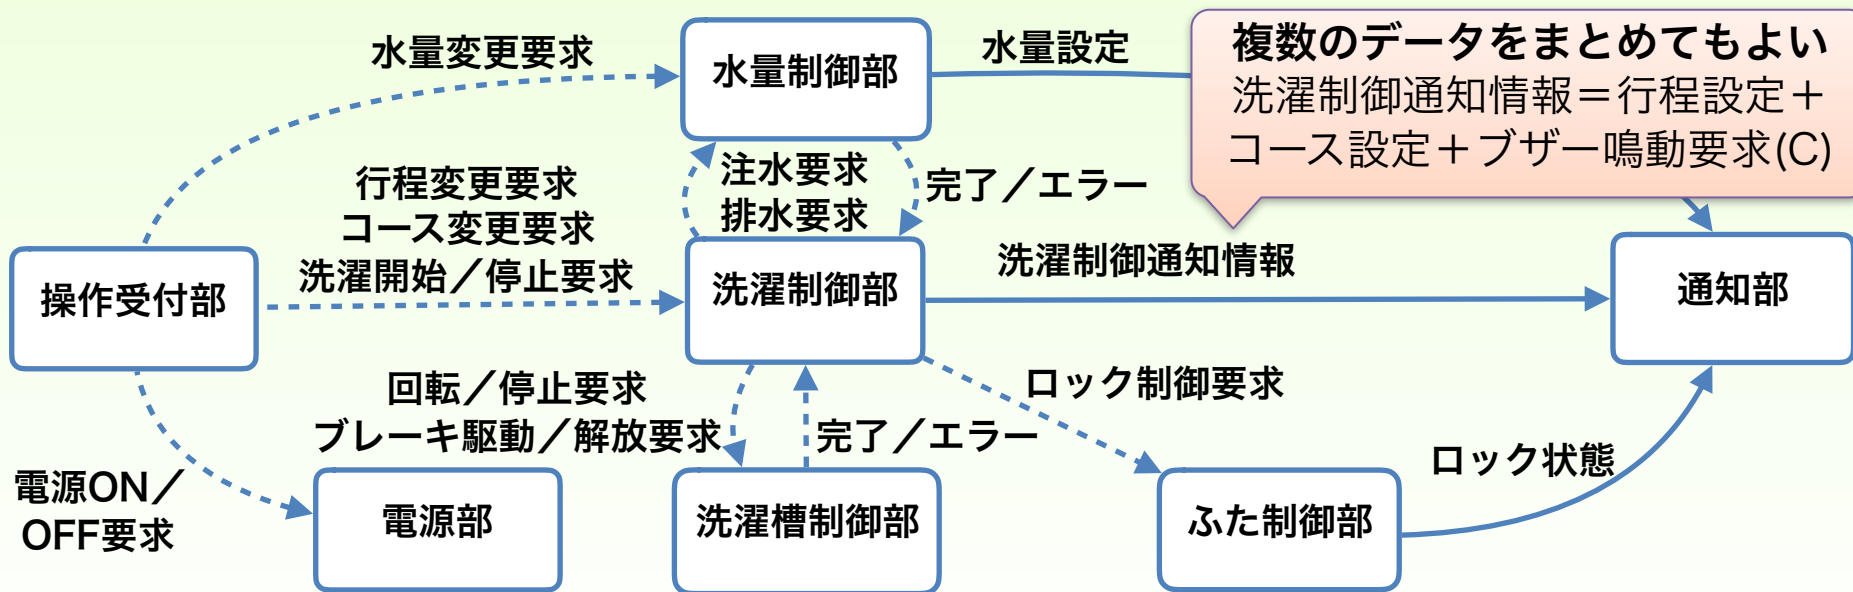 水量変更要求
水量制御部
水量設定
複数のデータをまとめてもよい
洗濯制御通知情報＝行程設定＋
コース設定＋ブザー鳴動要求(C)
行程変更要求
コース変更要求
洗濯開始／停止要求
注水要求
排水要求
完了／エラー
操作受付部
洗濯制御部
洗濯制御通知情報
通知部
回転／停止要求
ブレーキ駆動／解放要求
完了／エラー
ロック制御要求
ロック状態
電源ON／
OFF要求
電源部
洗濯槽制御部
ふた制御部